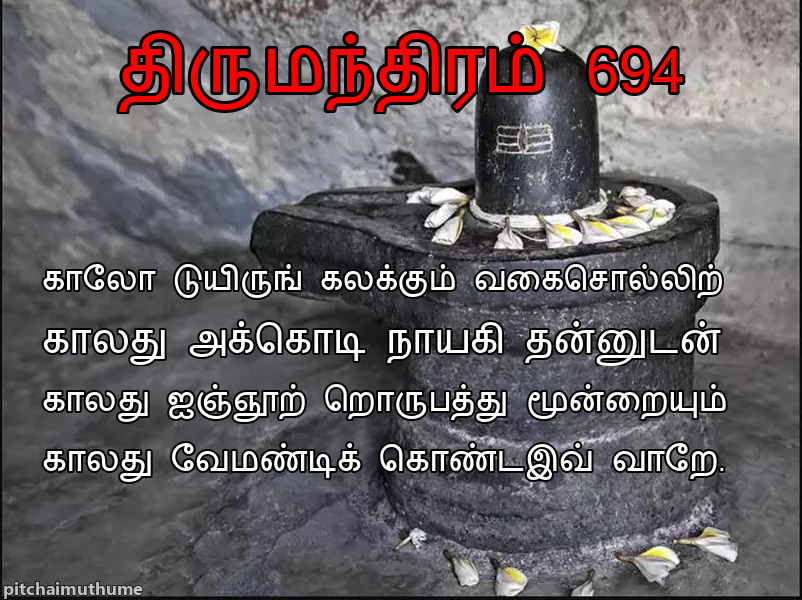 திருமந்திரம் 694
காலோ டுயிருங் கலக்கும் வகைசொல்லிற்
காலது அக்கொடி நாயகி தன்னுடன்
காலது ஐஞ்ஞூற் றொருபத்து மூன்றையும்
காலது வேமண்டிக் கொண்டஇவ் வாறே.
pitchaimuthume